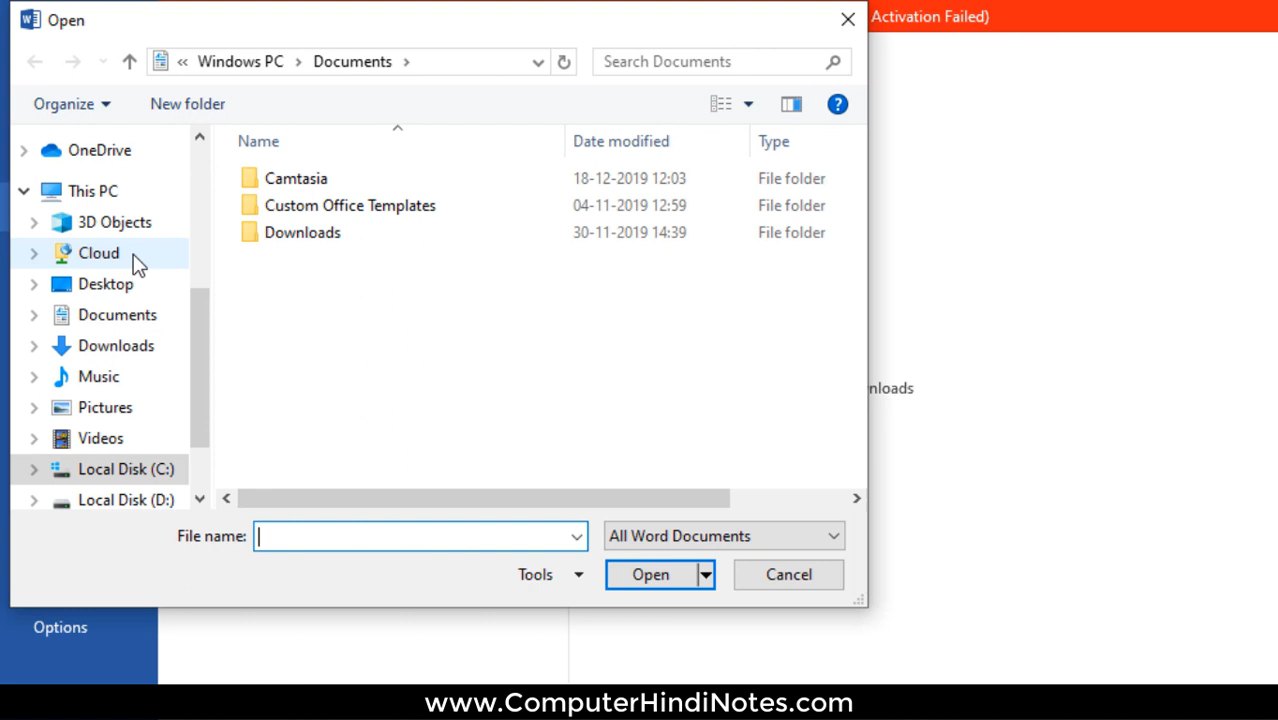 Open
Activation Failed)
« Windows PC > Documents >
Search Documents
Organize
New folder
Name
Date modified
Type
OneDrive
This PC
3D Objects
Cloud
Desktop
Documents
Downloads
Music
Pictures
Videos
Local Disk (C:)
Local Disk (D:)
Camtasia 18-12-2019 12:03 File folder
Custom Office Templates 04-11-2019 12:59 File folder
Downloads 30-11-2019 14:39 File folder
nloads
File name:
All Word Documents
Tools
Open
Cancel
Options
www.ComputerHindiNotes.com